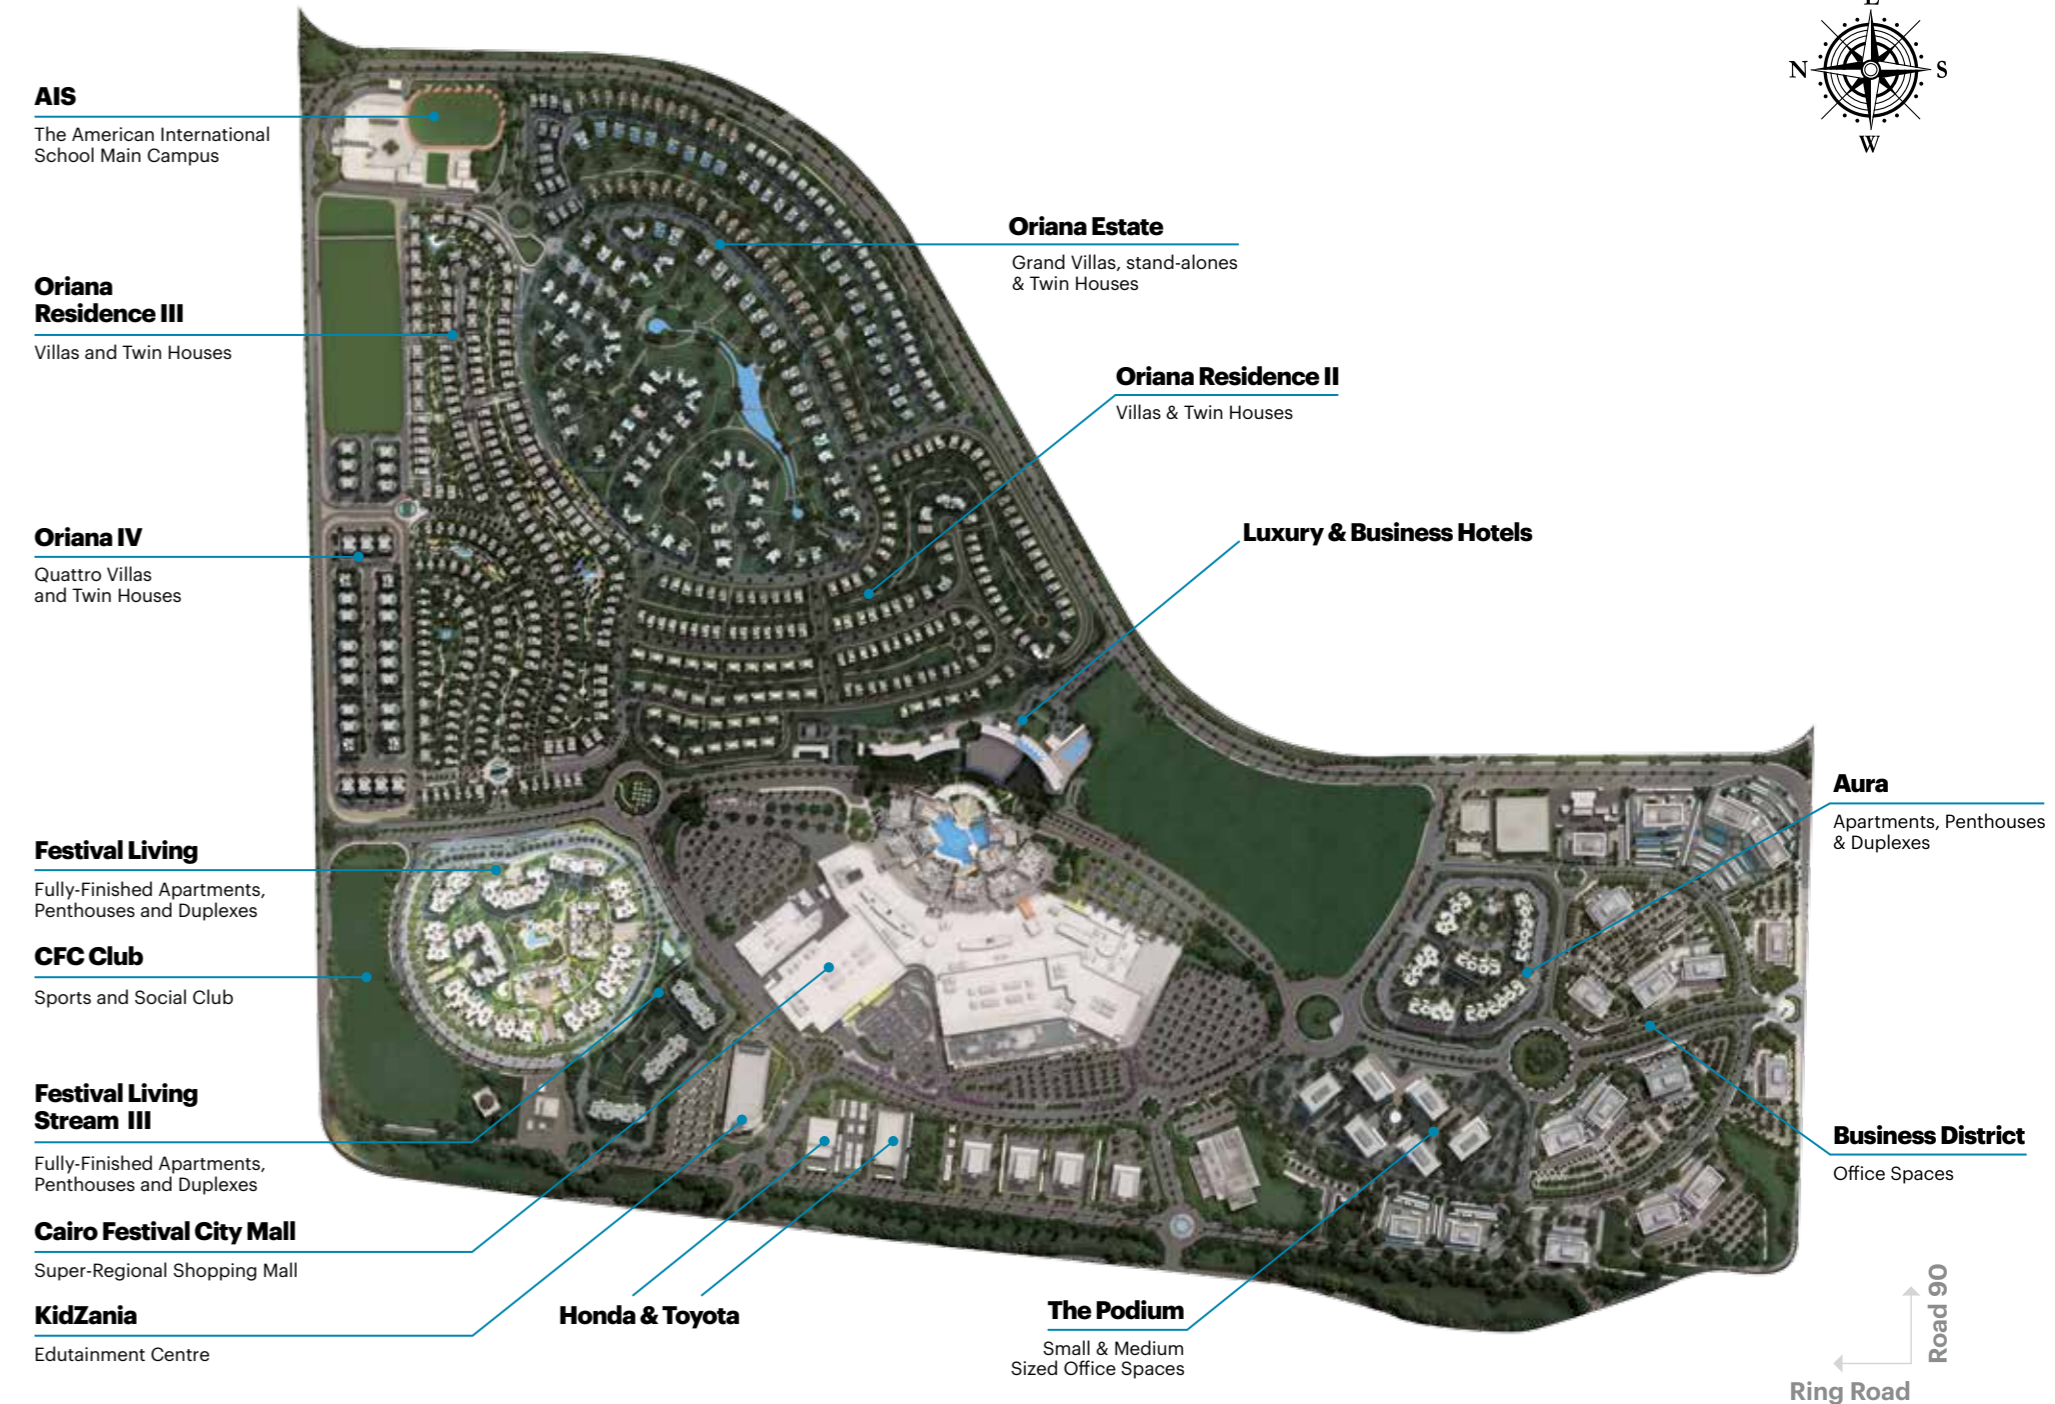 E
N
S
W
AIS
The American International
School Main Campus
Oriana
Residence III
Villas and Twin Houses
Oriana IV
Quattro Villas
and Twin Houses
Festival Living
Fully-Finished Apartments,
Penthouses and Duplexes
CFC Club
Sports and Social Club
Festival Living
Stream III
Fully-Finished Apartments,
Penthouses and Duplexes
Cairo Festival City Mall
Super-Regional Shopping Mall
KidZania
Edutainment Centre
Oriana Estate
Grand Villas, stand-alones
& Twin Houses
Oriana Residence II
Villas & Twin Houses
Luxury & Business Hotels
Aura
Apartments, Penthouses
& Duplexes
Business District
Office Spaces
Honda & Toyota
The Podium
Small & Medium
Sized Office Spaces
Road 90
Ring Road